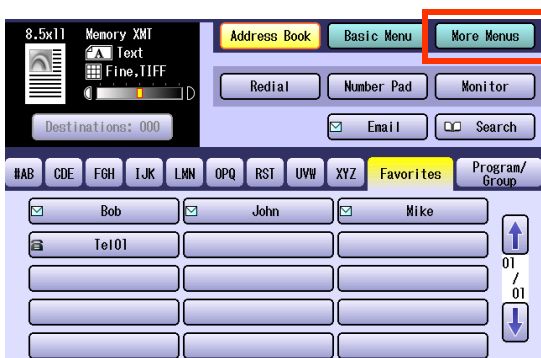 8.5x11 Memory XMT
A Text
Fine,TIFF
D
Destinations: 000
Address Book Basic Menu More Menus
Redial Number Pad Monitor
Email Search
#AB CDE FGH IJK LMN OPQ RST UVW XYZ Favorites Program/
Group
Bob John Mike
Tel01
01
/
01